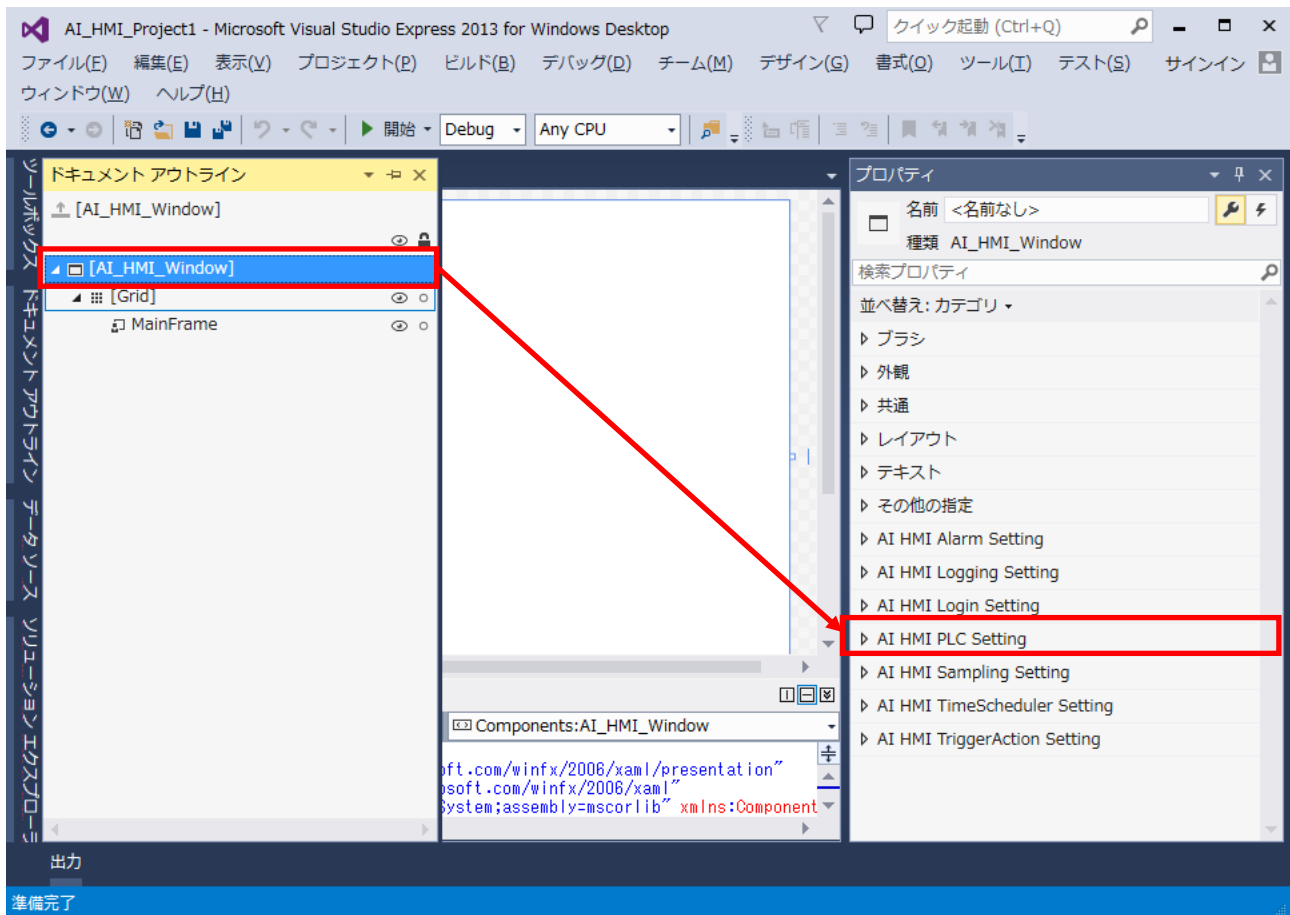 AI_HMI_Project1 - Microsoft Visual Studio Express 2013 for Windows Desktop
クイック起動 (Ctrl+Q)
ファイル(F) 編集(E) 表示(V) プロジェクト(P) ビルド(B) デバッグ(D) チーム(M) デザイン(G) 書式(O) ツール(T) テスト(S) サインイン
ウィンドウ(W) ヘルプ(H)
開始 Debug Any CPU
ツールボックス
ドキュメント アウトライン
データ ソース
ソリューション エクスプローラ
ドキュメント アウトライン
[AI_HMI_Window]
[AI_HMI_Window]
[Grid]
MainFrame
Components:AI_HMI_Window
oft.com/winfx/2006/xaml/presentation"
osoft.com/winfx/2006/xaml"
System;assembly=mscorlib" xmlns:Component
プロパティ
名前 <名前なし>
種類 AI_HMI_Window
検索プロパティ
並べ替え: カテゴリ
ブラシ
外観
共通
レイアウト
テキスト
その他の指定
AI HMI Alarm Setting
AI HMI Logging Setting
AI HMI Login Setting
AI HMI PLC Setting
AI HMI Sampling Setting
AI HMI TimeScheduler Setting
AI HMI TriggerAction Setting
出力
準備完了